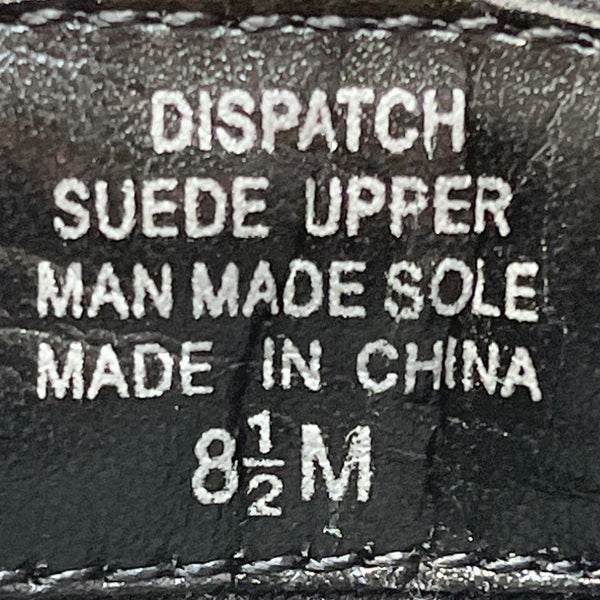 DISPATCH
SUEDE UPPER
MAN MADE SOLE
MADE IN CHINA
8½M